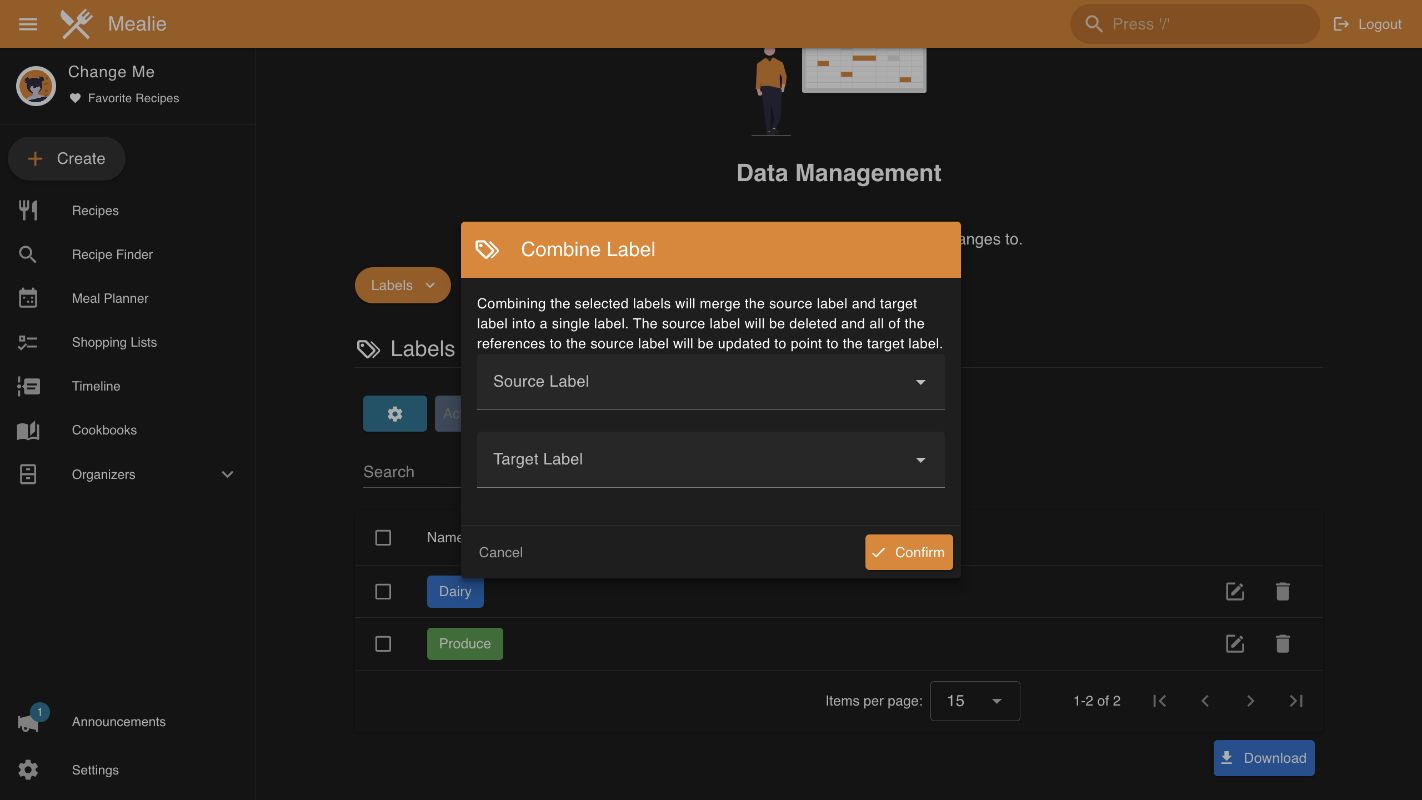 Mealie
Press '/'
Logout
Change Me
Favorite Recipes
Create
Recipes
Recipe Finder
Meal Planner
Shopping Lists
Timeline
Cookbooks
Organizers
1
Announcements
Settings
Data Management
anges to.
Labels
Labels
Ac
Search
Combine Label
Combining the selected labels will merge the source label and target
label into a single label. The source label will be deleted and all of the
references to the source label will be updated to point to the target label.
Source Label
Target Label
Cancel
Confirm
Name
Dairy
Produce
Items per page:
15
1-2 of 2
Download